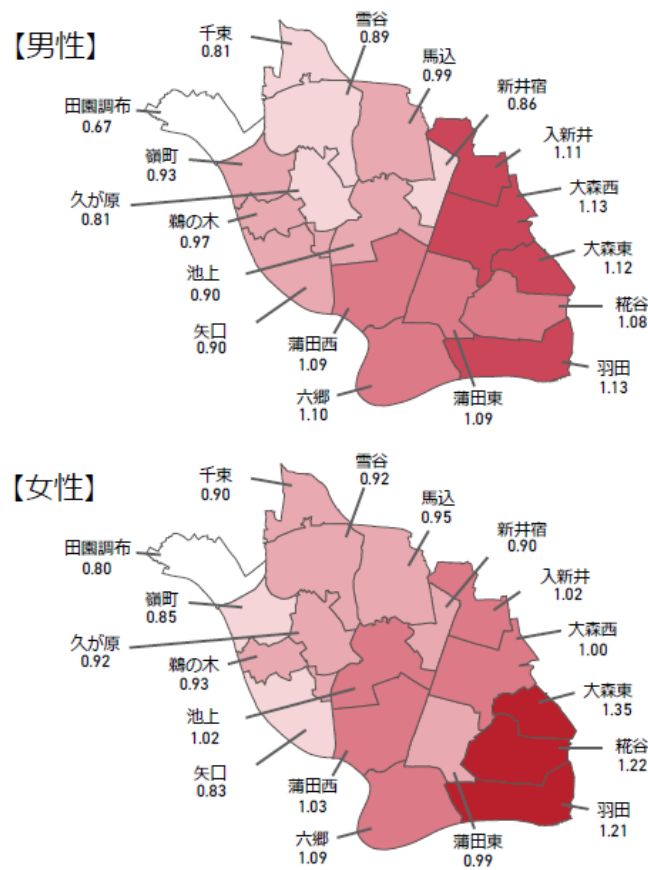 【男性】
千束
0.81
雪谷
0.89
馬込
0.99
新井宿
0.86
田園調布
0.67
入新井
1.11
嶺町
0.93
大森西
1.13
久が原
0.81
鵜の木
0.97
大森東
1.12
池上
0.90
糀谷
1.08
矢口
0.90
蒲田西
1.09
羽田
1.13
六郷
1.10
蒲田東
1.09
【女性】
千束
0.90
雪谷
0.92
馬込
0.95
新井宿
0.90
田園調布
0.80
入新井
1.02
嶺町
0.85
大森西
1.00
久が原
0.92
鵜の木
0.93
大森東
1.35
池上
1.02
糀谷
1.22
矢口
0.83
蒲田西
1.03
羽田
1.21
六郷
1.09
蒲田東
0.99